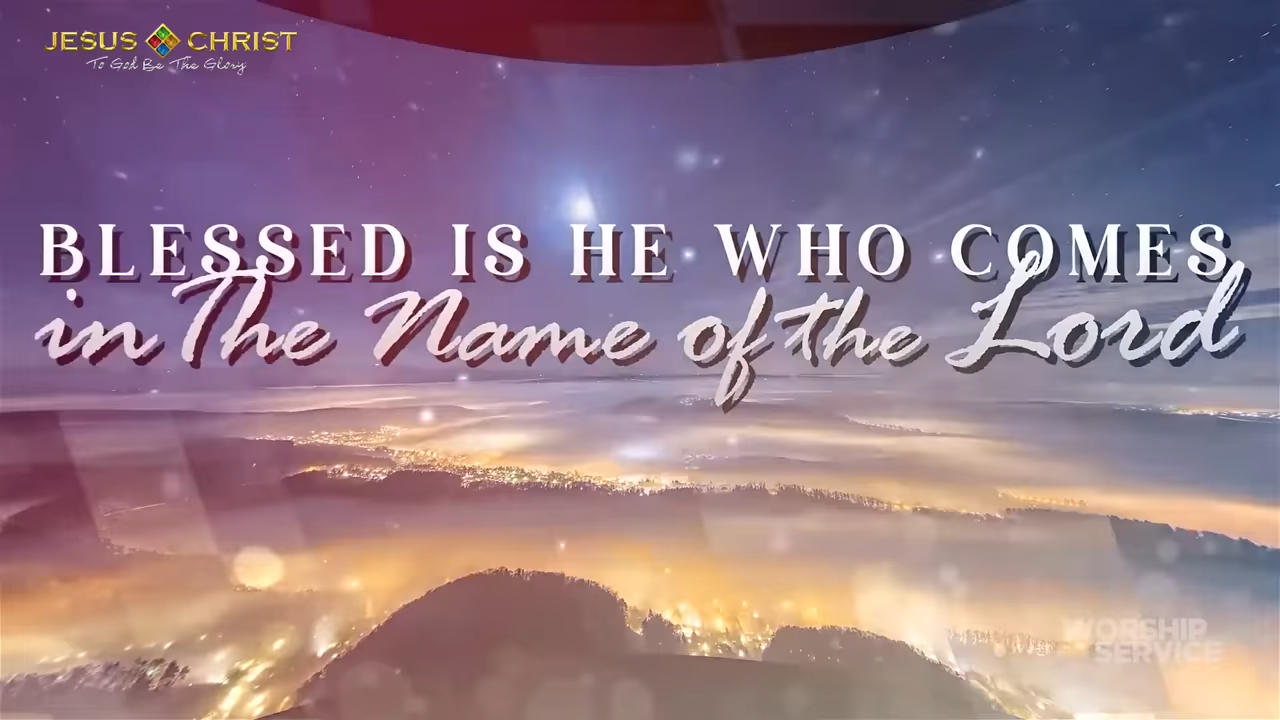 JESUS CHRIST
To God Be The Glory
BLESSED IS HE WHO COMES
in The Name of the Lord
WORSHIP
SERVICE